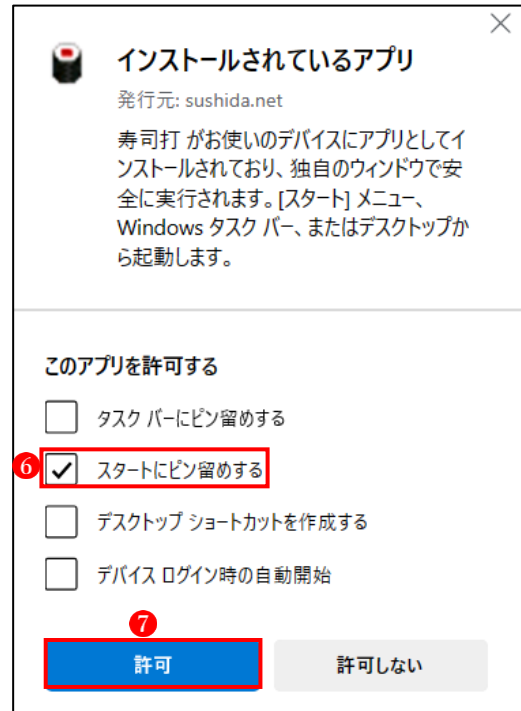 インストールされているアプリ
発行元: sushida.net
寿司打 がお使いのデバイスにアプリとしてイ
ンストールされており、独自のウィンドウで安
全に実行されます。[スタート] メニュー、
Windows タスク バー、またはデスクトップか
ら起動します。
このアプリを許可する
タスク バーにピン留めする
6 スタートにピン留めする
デスクトップ ショートカットを作成する
デバイス ログイン時の自動開始
7
許可 許可しない